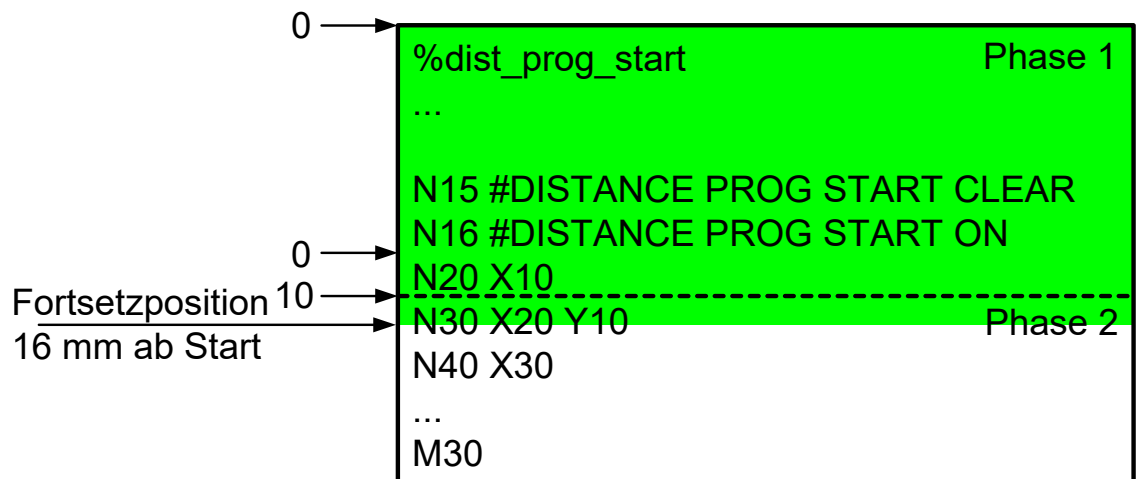 0
%dist_prog_start Phase 1
...
N15 #DISTANCE PROG START CLEAR
N16 #DISTANCE PROG START ON
0
N20 X10
Fortsetzposition 10
N30 X20 Y10 Phase 2
16 mm ab Start
N40 X30
...
M30